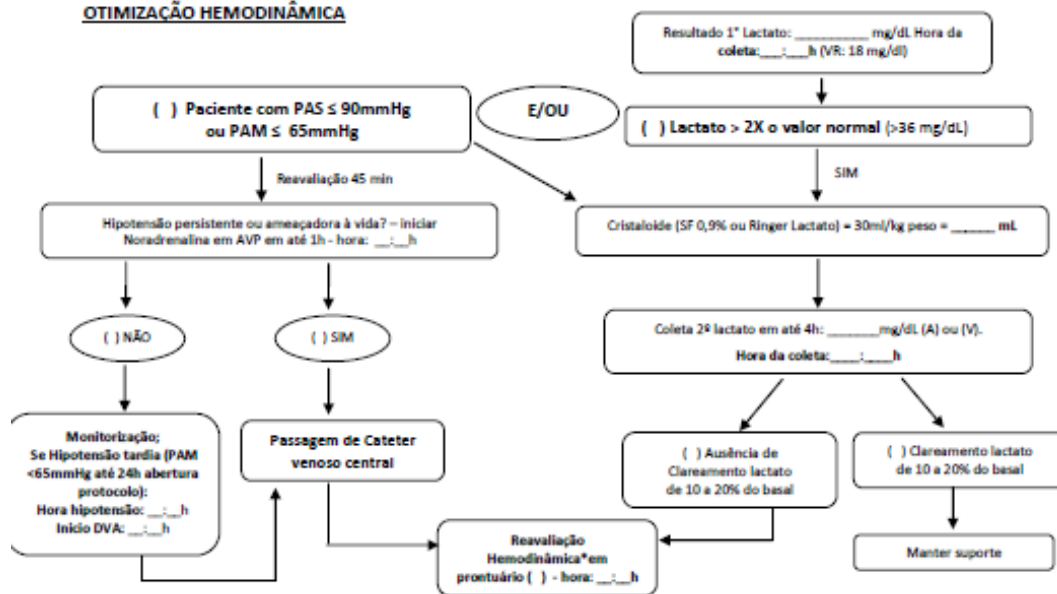 OTIMIZAÇÃO HEMODINÂMICA
Resultado 1° Lactato: __________ mg/dL Hora da
coleta:___:___h (VR: 18 mg/dl)
( ) Paciente com PAS ≤ 90mmHg
ou PAM ≤ 65mmHg
E/OU
( ) Lactato > 2X o valor normal (>36 mg/dL)
Reavaliação 45 min
SIM
Hipotensão persistente ou ameaçadora à vida? – iniciar
Noradrenalina em AVP em até 1h - hora: __:__h
Cristaloide (SF 0,9% ou Ringer Lactato) = 30ml/kg peso = ______ mL
( ) NÃO
( ) SIM
Coleta 2º lactato em até 4h: _______mg/dL (A) ou (V).
Hora da coleta:____:____h
Monitorização;
Se Hipotensão tardia (PAM
<65mmHg até 24h abertura
protocolo):
Hora hipotensão: __:__h
Inicio DVA: __:__h
Passagem de Cateter
venoso central
( ) Ausência de
Clareamento lactato
de 10 a 20% do basal
( ) Clareamento lactato
de 10 a 20% do basal
Reavaliação
Hemodinâmica*em
prontuário ( ) - hora: __:__h
Manter suporte